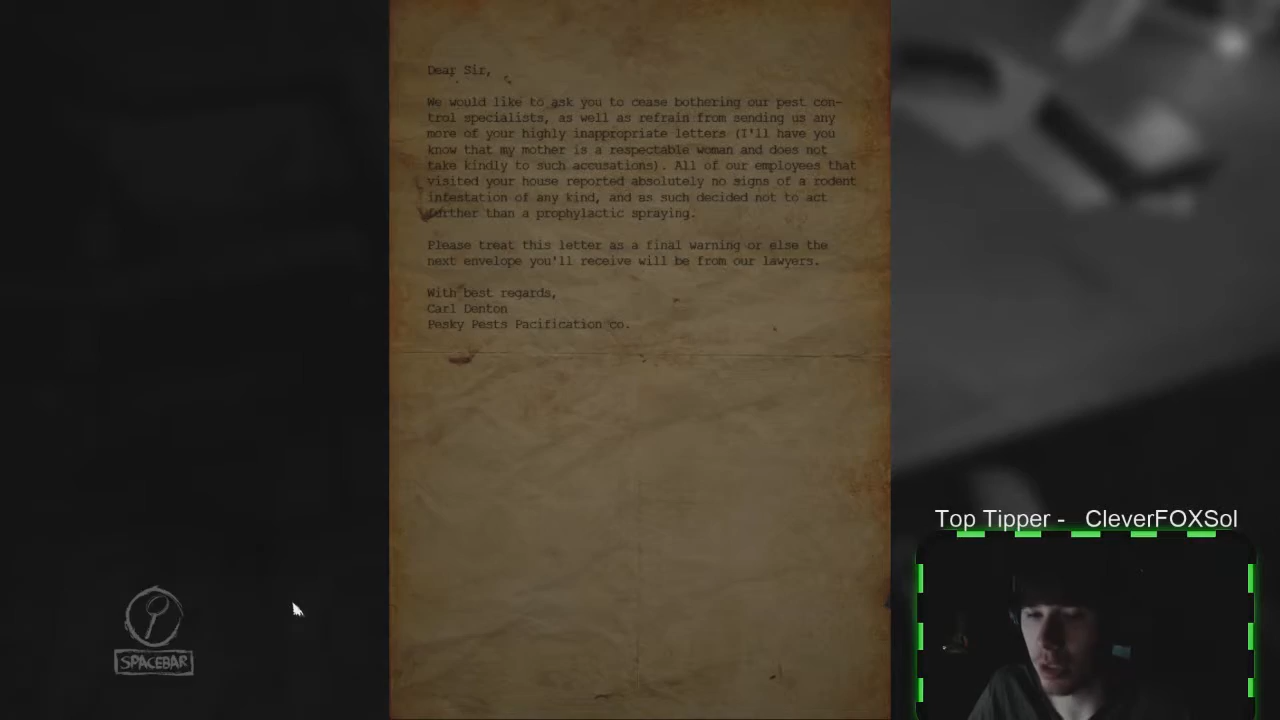 Dear Sir,
We would like to ask you to cease bothering our pest con-
trol specialists, as well as refrain from sending us any
more of your highly inappropriate letters (I'll have you
know that my mother is a respectable woman and does not
take kindly to such accusations). All of our employees that
visited your house reported absolutely no signs of a rodent
infestation of any kind, and as such decided not to act
further than a prophylactic spraying.
Please treat this letter as a final warning or else the
next envelope you'll receive will be from our lawyers.
With best regards,
Carl Denton
Pesky Pests Pacification co.
Top Tipper - CleverFOXSol
SPACEBAR